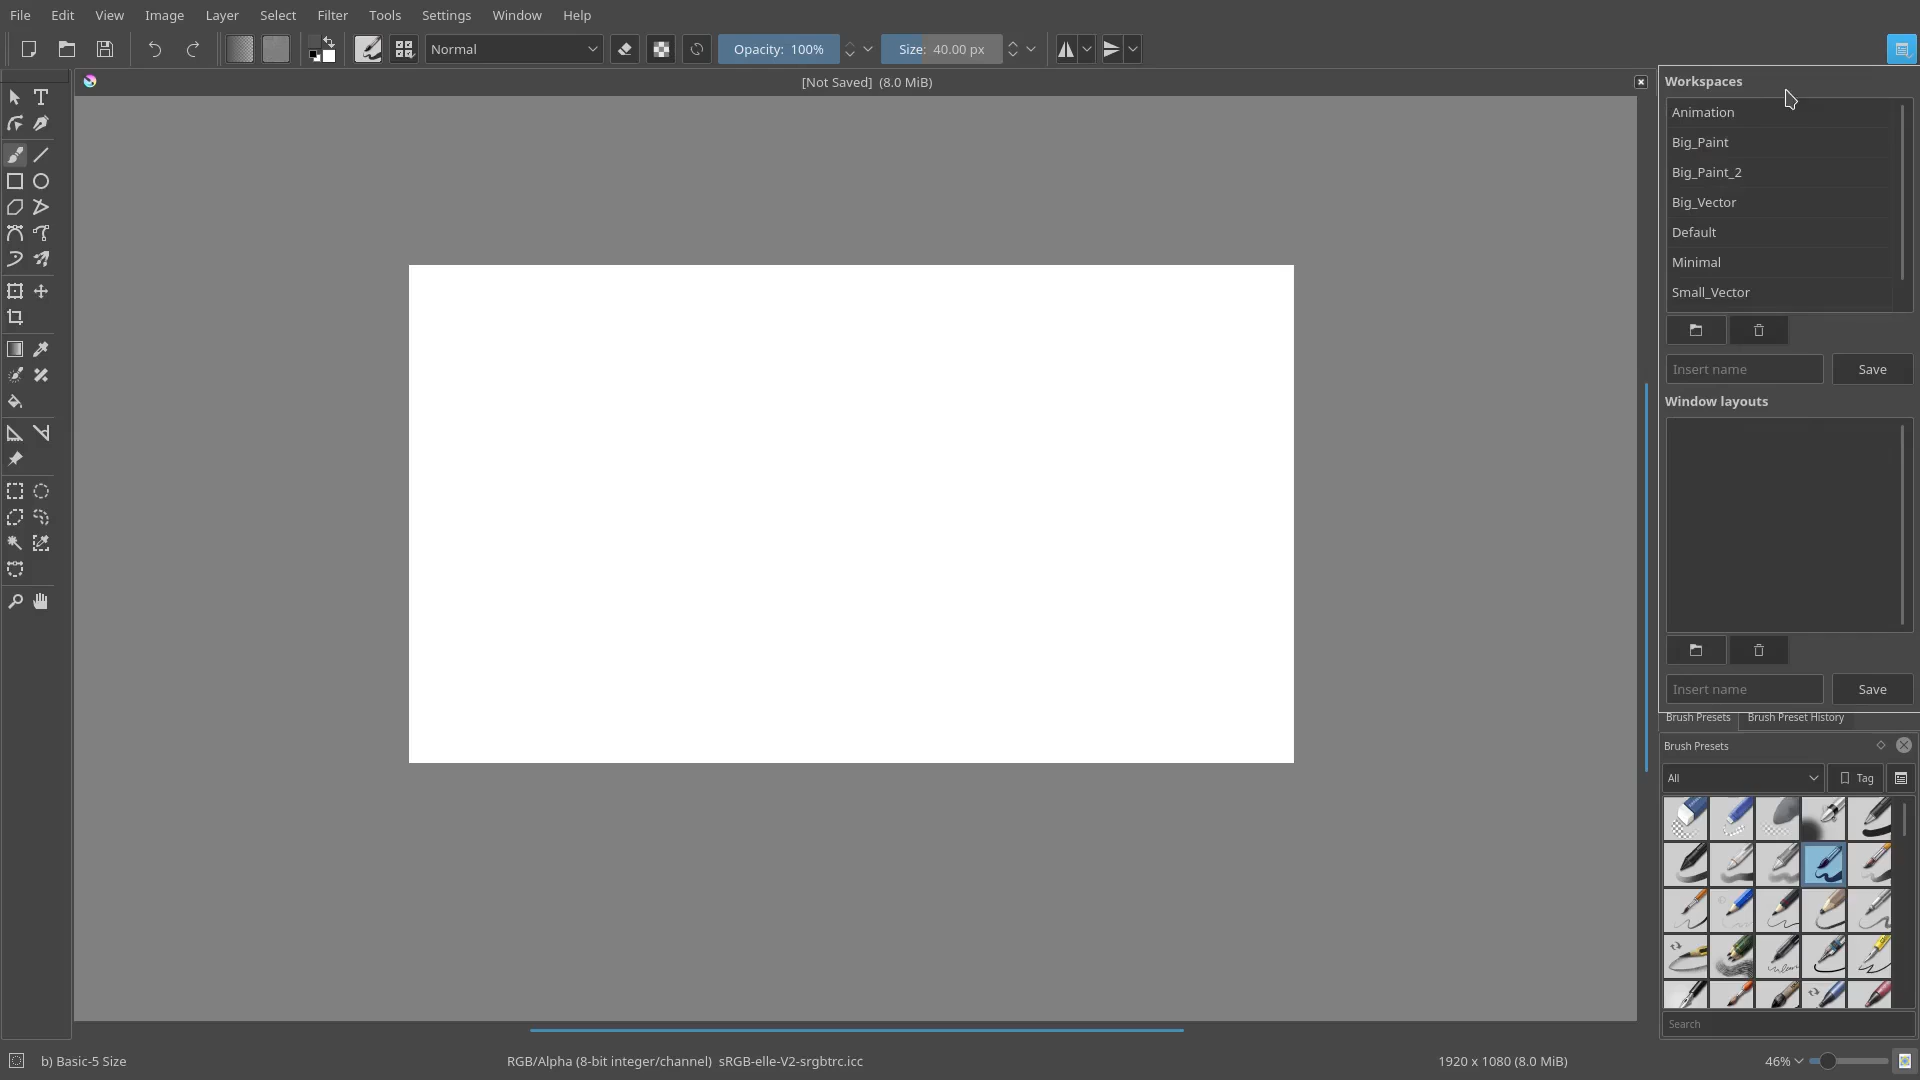 File Edit View Image Layer Select Filter Tools Settings Window Help
Normal Opacity: 100% Size: 40.00 px
[Not Saved] (8.0 MiB)
Workspaces
Animation
Big_Paint
Big_Paint_2
Big_Vector
Default
Minimal
Small_Vector
Insert name Save
Window layouts
Insert name Save
Brush Presets Brush Preset History
Brush Presets
All Tag
Search
b) Basic-5 Size RGB/Alpha (8-bit integer/channel) sRGB-elle-V2-srgbtrc.icc 1920 x 1080 (8.0 MiB) 46%